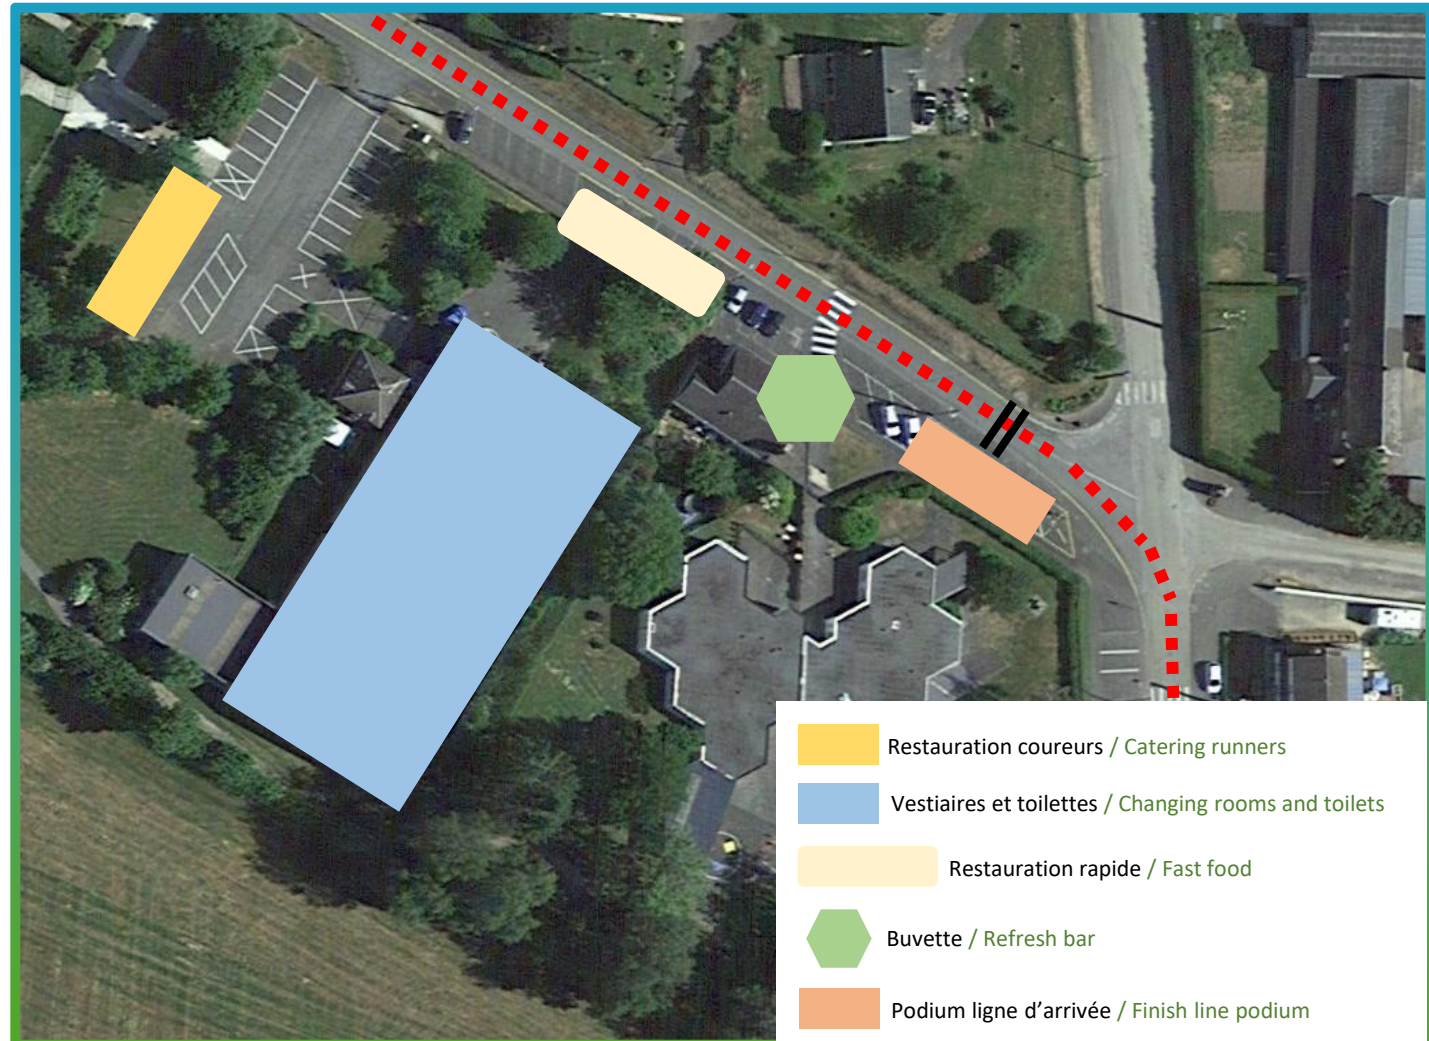 Restauration coureurs / Catering runners
Vestiaires et toilettes / Changing rooms and toilets
Restauration rapide / Fast food
Buvette / Refresh bar
Podium ligne d’arrivée / Finish line podium